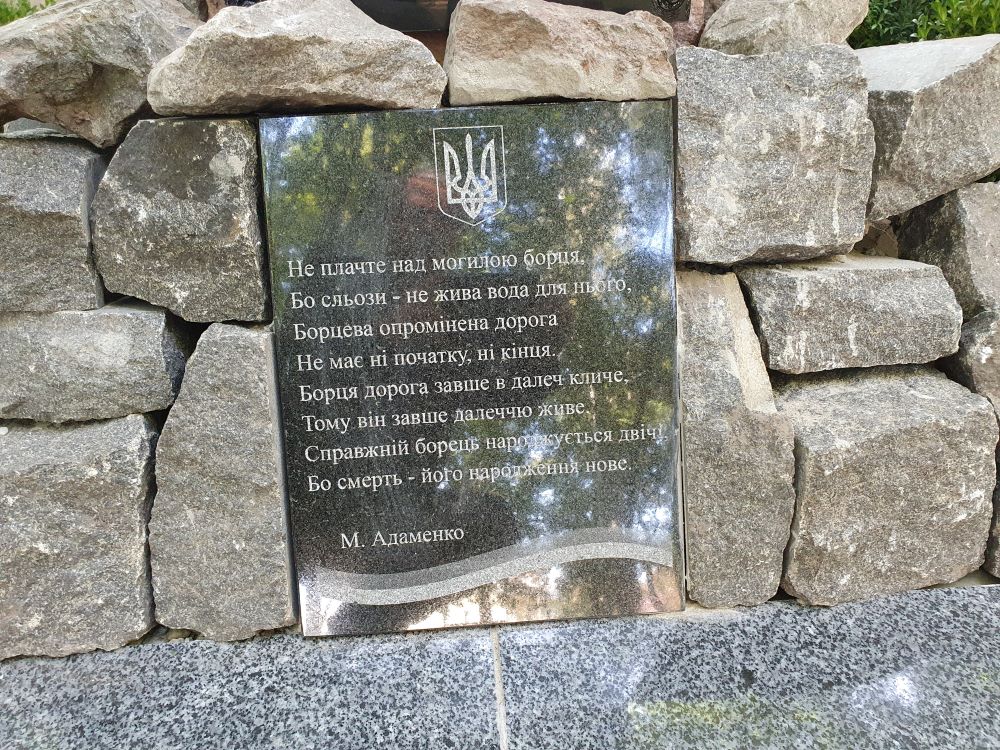 Не плачте над могилою борця,
Бо сльози - не жива вода для нього,
Борцева опромінена дорога
Не має ні початку, ні кінця..
Борця дорога завше в далеч кличе,
Тому він завше далеччю живе.
Справжній борець народжується двічі
Бо смерть - його народження нове.
М. Адаменко